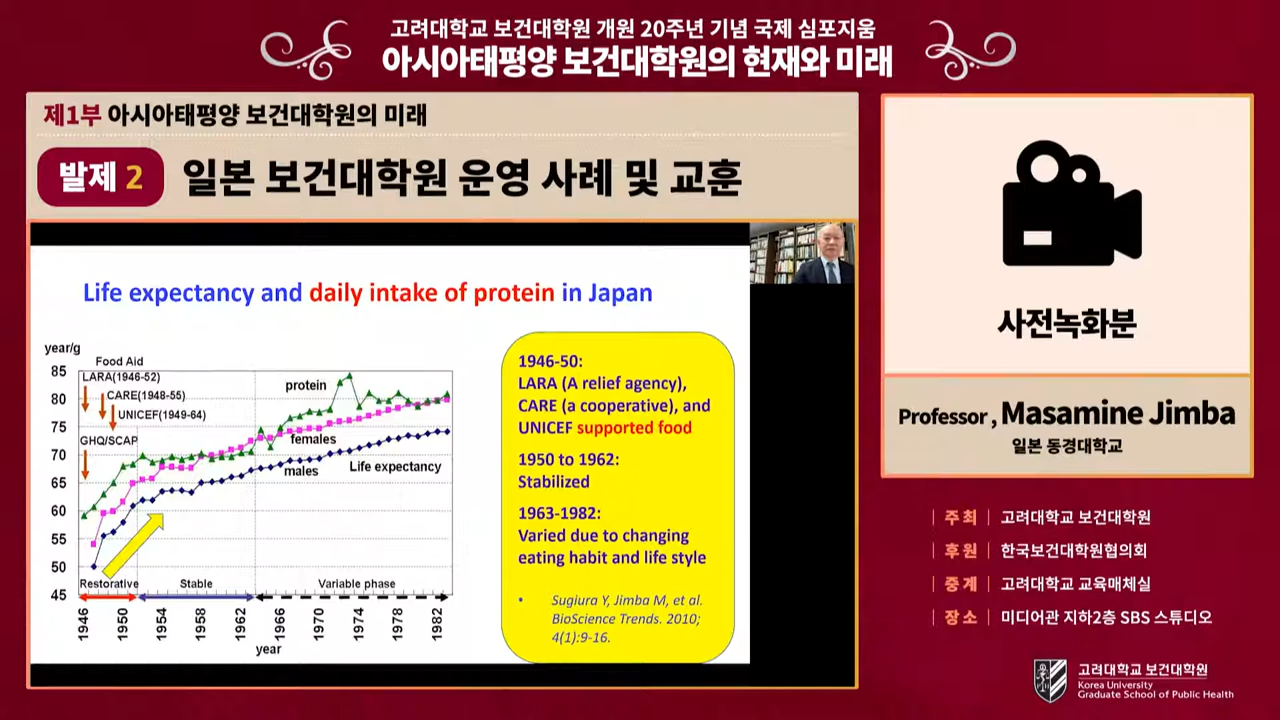 고려대학교 보건대학원 개원 20주년 기념 국제 심포지움
아시아태평양 보건대학원의 현재와 미래
제1부 아시아태평양 보건대학원의 미래
발제 2 일본 보건대학원 운영 사례 및 교훈
Life expectancy and daily intake of protein in Japan
year/g
Food Aid
LARA(1946-52)
CARE(1948-55)
UNICEF(1949-64)
GHQ/SCAP
85
80
75
70
65
60
55
50
45
protein
females
males
Life expectancy
Restorative
Stable
Variable phase
1946
1950
1954
1958
1962
1966
1970
1974
1978
1982
year
1946-50:
LARA (A relief agency),
CARE (a cooperative), and
UNICEF supported food
1950 to 1962:
Stabilized
1963-1982:
Varied due to changing
eating habit and life style
• Sugiura Y, Jimba M, et al.
BioScience Trends. 2010;
4(1):9-16.
사전녹화분
Professor , Masamine Jimba
일본 동경대학교
| 주 최 | 고려대학교 보건대학원
| 후 원 | 한국보건대학원협의회
| 중 계 | 고려대학교 교육매체실
| 장 소 | 미디어관 지하2층 SBS 스튜디오
고려대학교 보건대학원
Korea University
Graduate School of Public Health